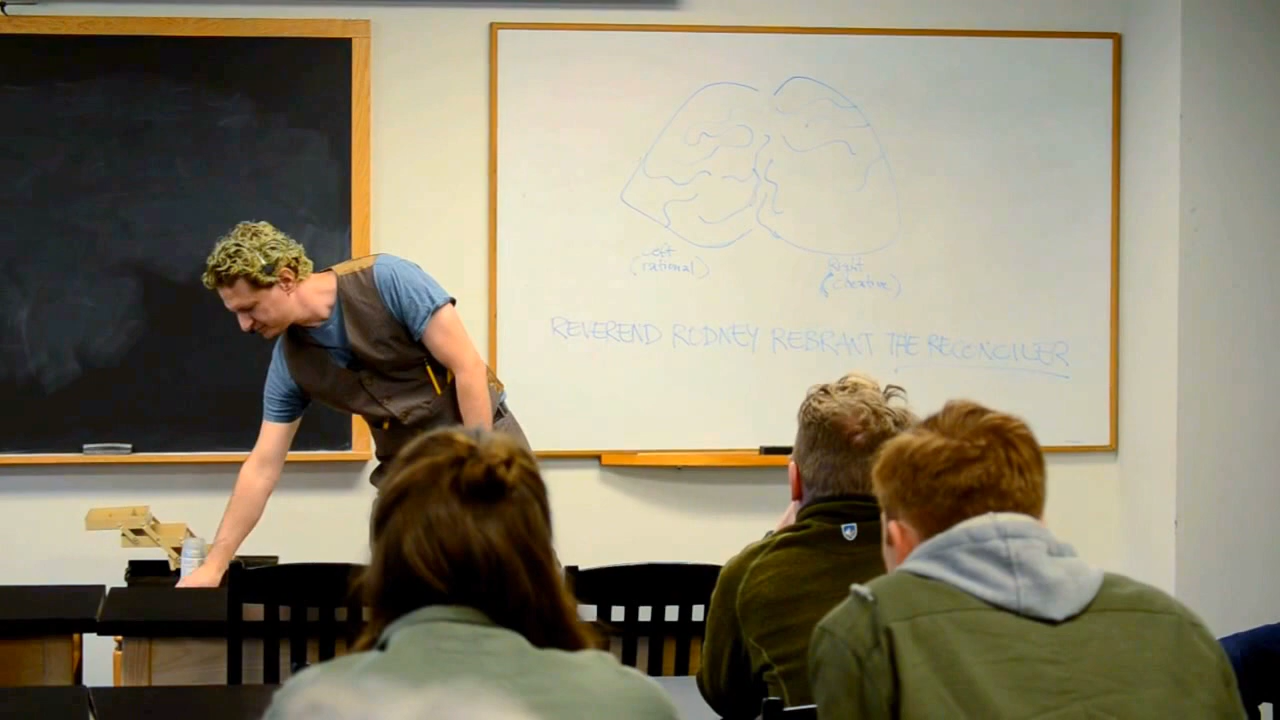 Left
(rational)
Right
(Creative)
REVEREND RODNEY REBRANT THE RECONCILER